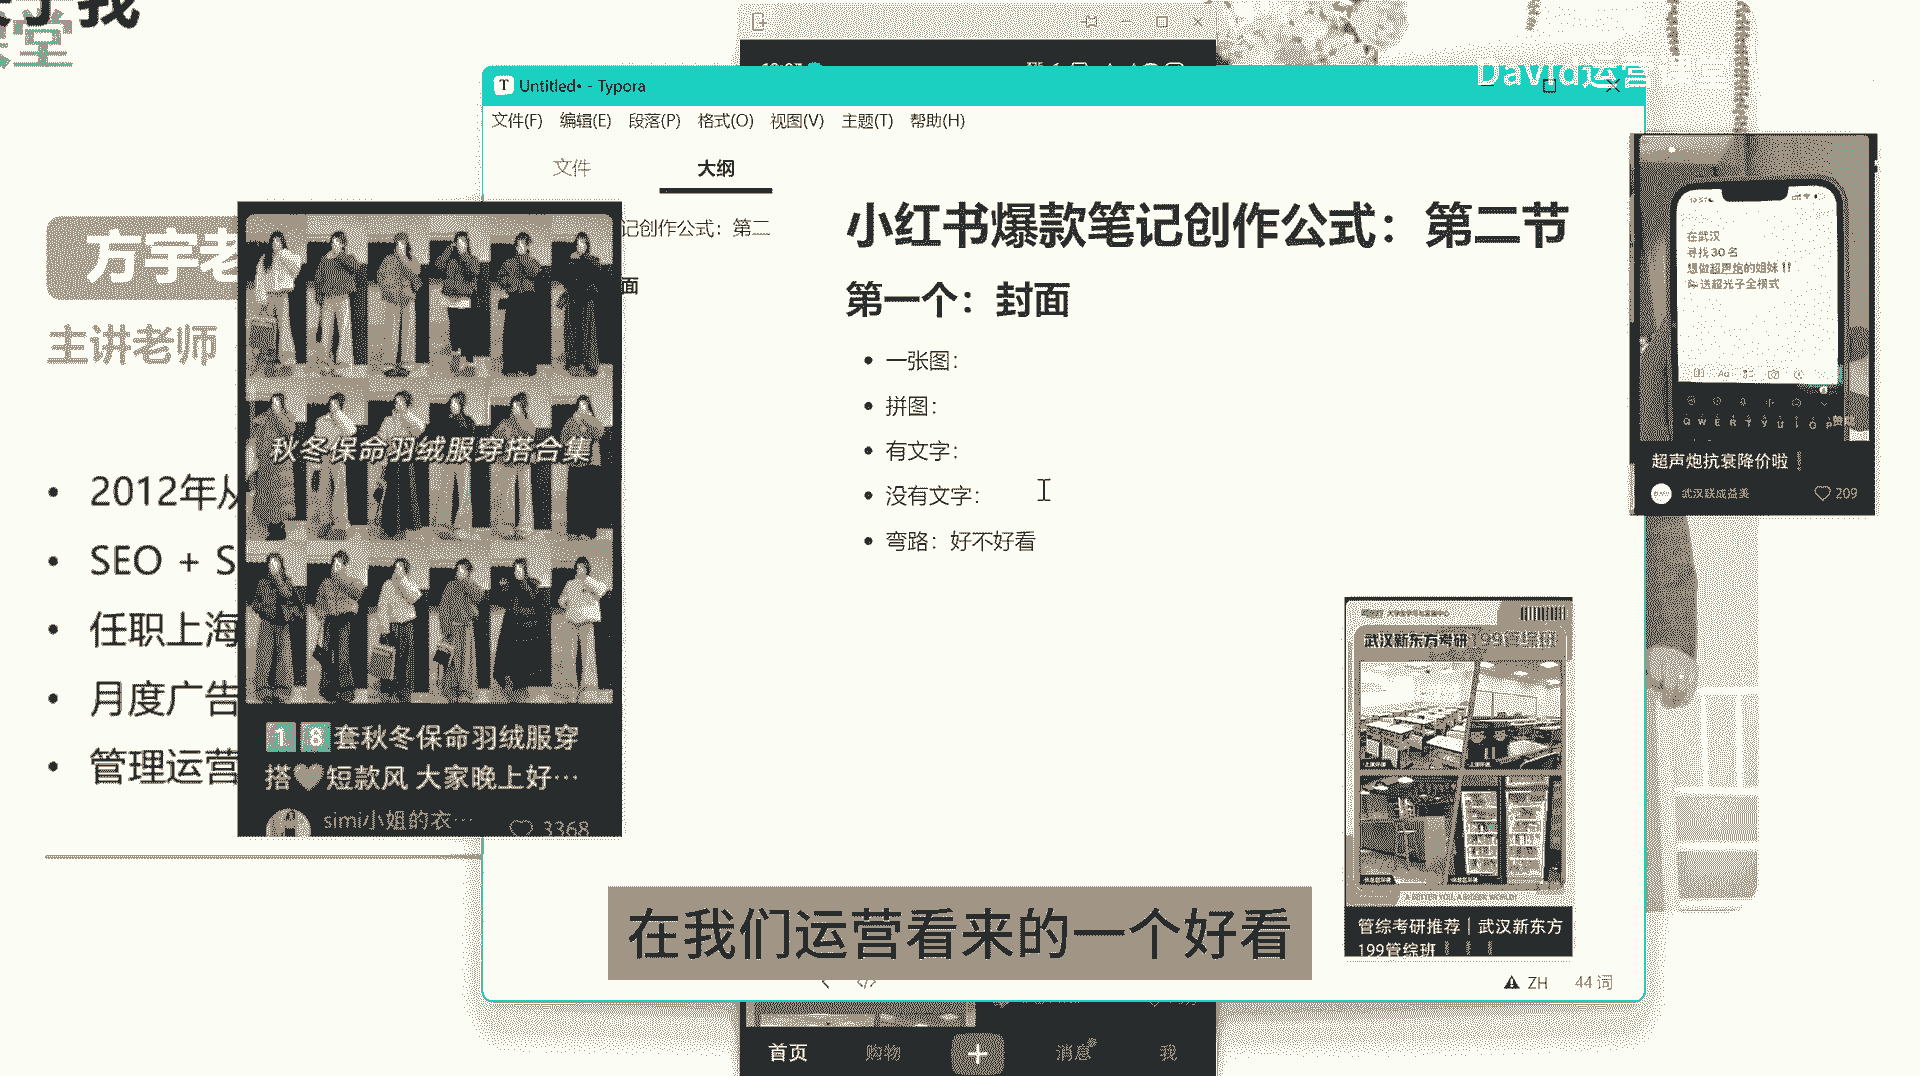 我
课堂
David运营
方宇老
主讲老师
2012年从
SEO + S
任职上海
月度广告
管理运营
Untitled• - Typora
文件(F) 编辑(E) 段落(P) 格式(O) 视图(V) 主题(T) 帮助(H)
文件 大纲
记创作公式：第二
面
小红书爆款笔记创作公式：第二节
第一个：封面
一张图：
拼图：
有文字：
没有文字：
弯路：好不好看
秋冬保命羽绒服穿搭合集
18套秋冬保命羽绒服穿
搭🤎短款风 大家晚上好…
simi小姐的衣…
3368
在武汉
寻找30名
想做超声炮的姐妹!!
送超光子全模式
Q W E R T Y U I O P
超声炮抗衰降价啦
武汉联成益美 209
武汉新东方考研199管综班
A BETTER YOU, A BIGGER WORLD!
管综考研推荐｜武汉新东方
199管综班
在我们运营看来的一个好看
ZH 44 词
首页 购物 消息 我